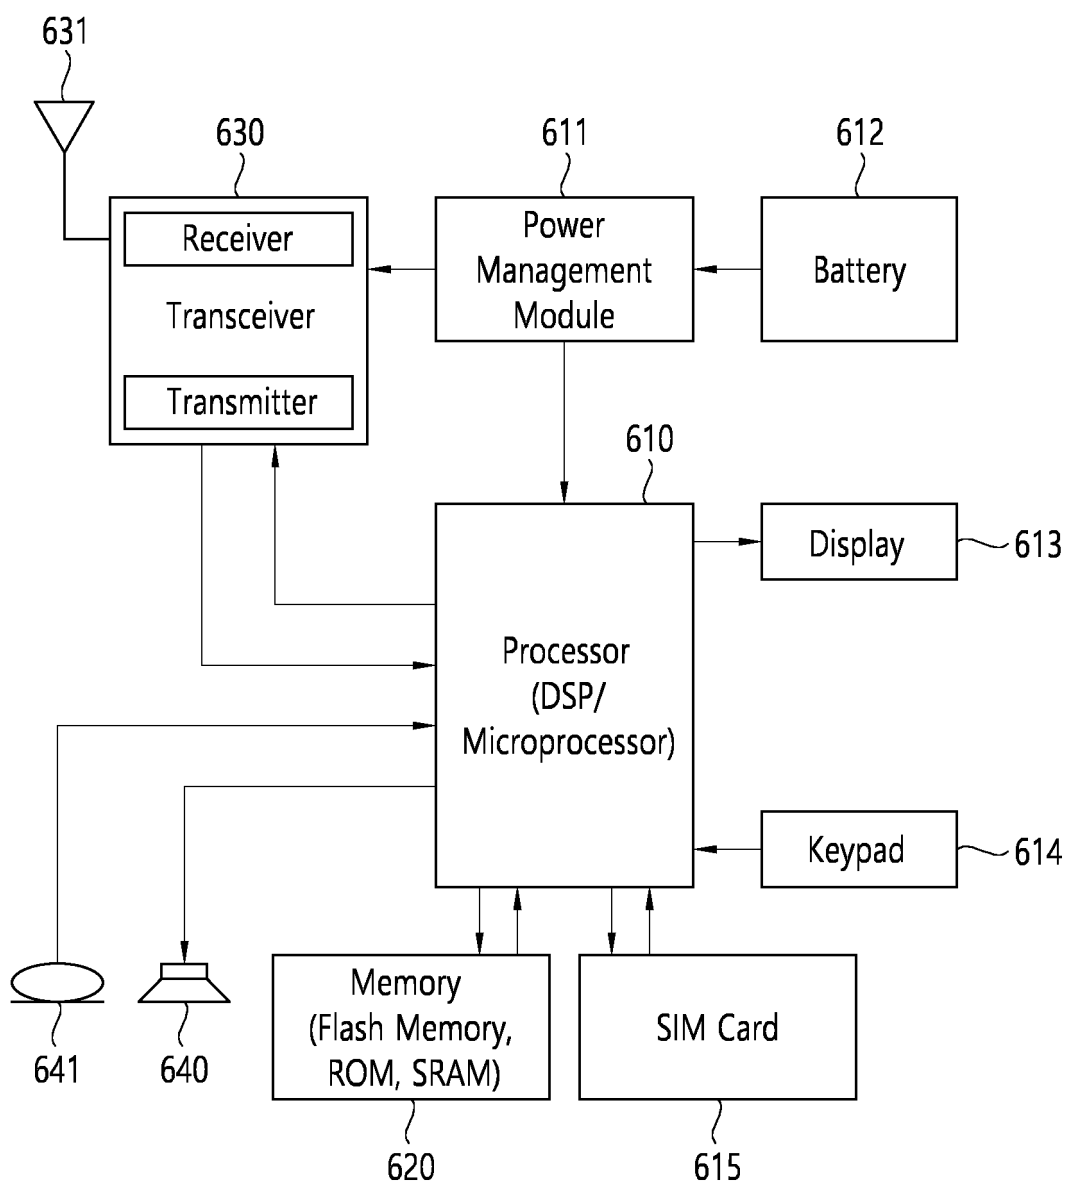 631
630
611
612
Receiver
Transceiver
Transmitter
Power
Management
Module
Battery
610
Display
613
Processor
(DSP/
Microprocessor)
Keypad
614
641
640
Memory
(Flash Memory,
ROM, SRAM)
SIM Card
620
615